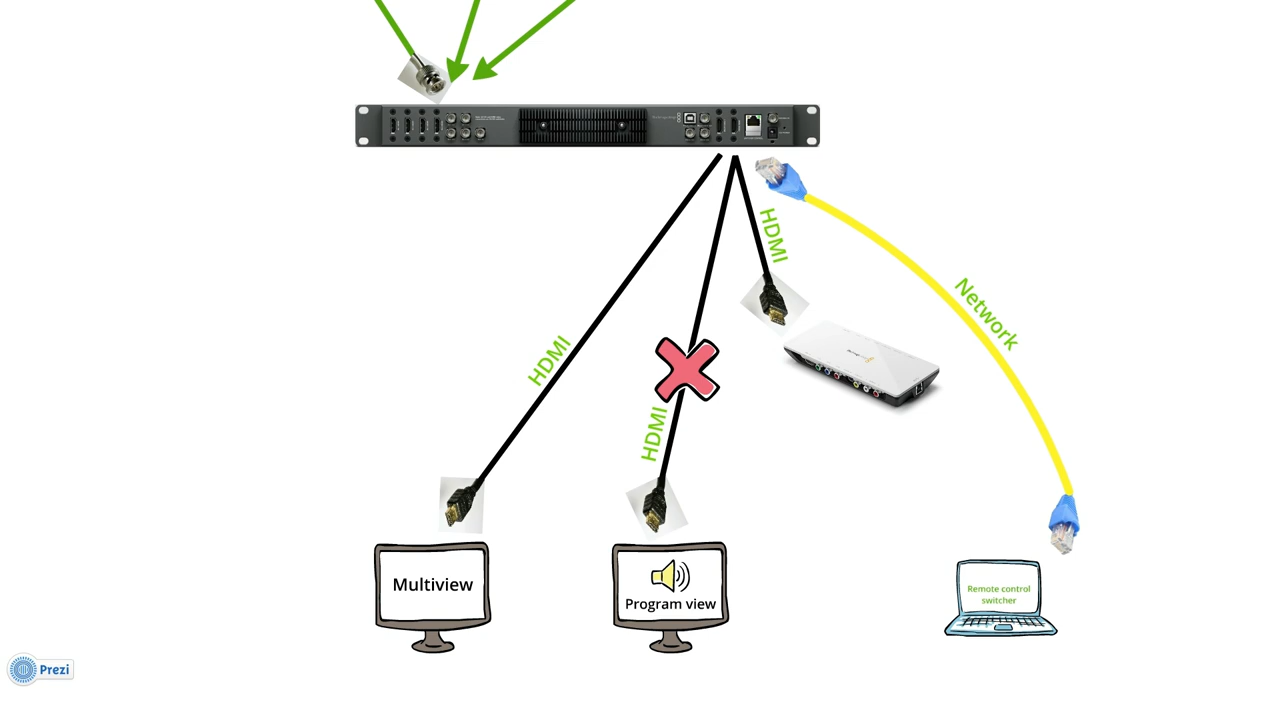 HDMI
HDMI
HDMI
Network
Multiview
Program view
Remote control
switcher
Prezi